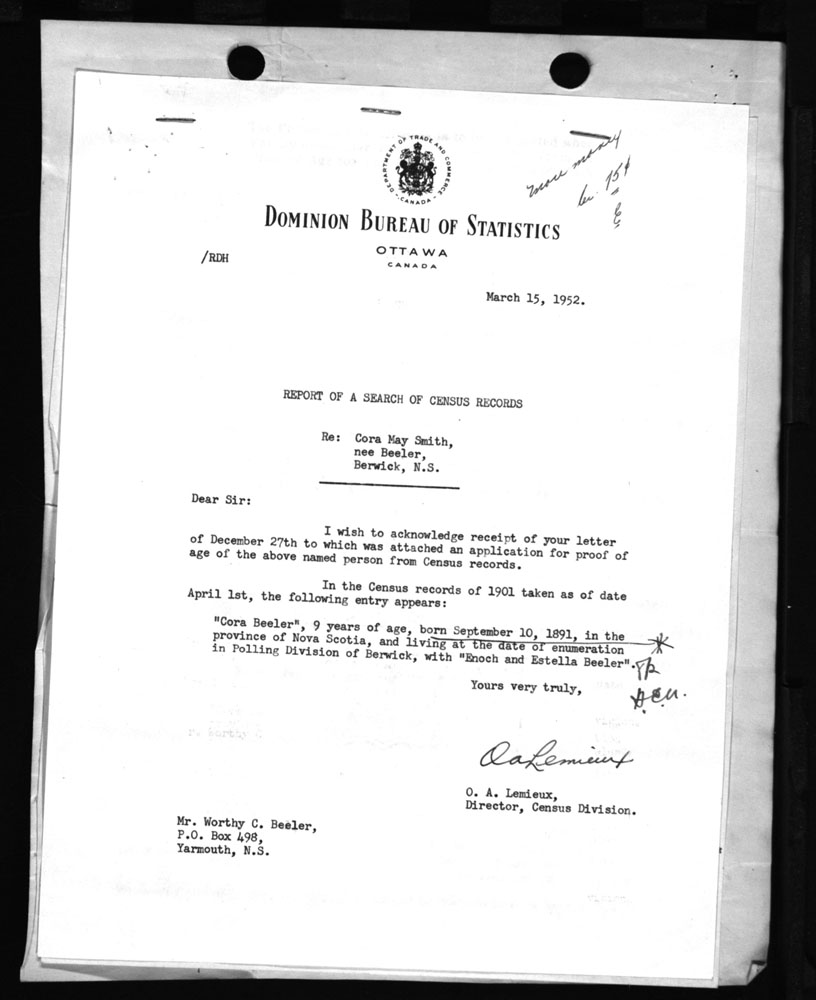 DEPARTMENT OF TRADE AND COMMERCE
CANADA
more money
75¢
DOMINION BUREAU OF STATISTICS
OTTAWA
CANADA
/RDH
March 15, 1952.
REPORT OF A SEARCH OF CENSUS RECORDS
Re: Cora May Smith,
nee Beeler,
Berwick, N.S.
Dear Sir:
I wish to acknowledge receipt of your letter
of December 27th to which was attached an application for proof of
age of the above named person from Census records.
In the Census records of 1901 taken as of date
April 1st, the following entry appears:
"Cora Beeler", 9 years of age, born September 10, 1891, in the
province of Nova Scotia, and living at the date of enumeration
in Polling Division of Berwick, with "Enoch and Estella Beeler".
Yours very truly,
OALemieux
O. A. Lemieux,
Director, Census Division.
Mr. Worthy C. Beeler,
P.O. Box 498,
Yarmouth, N.S.